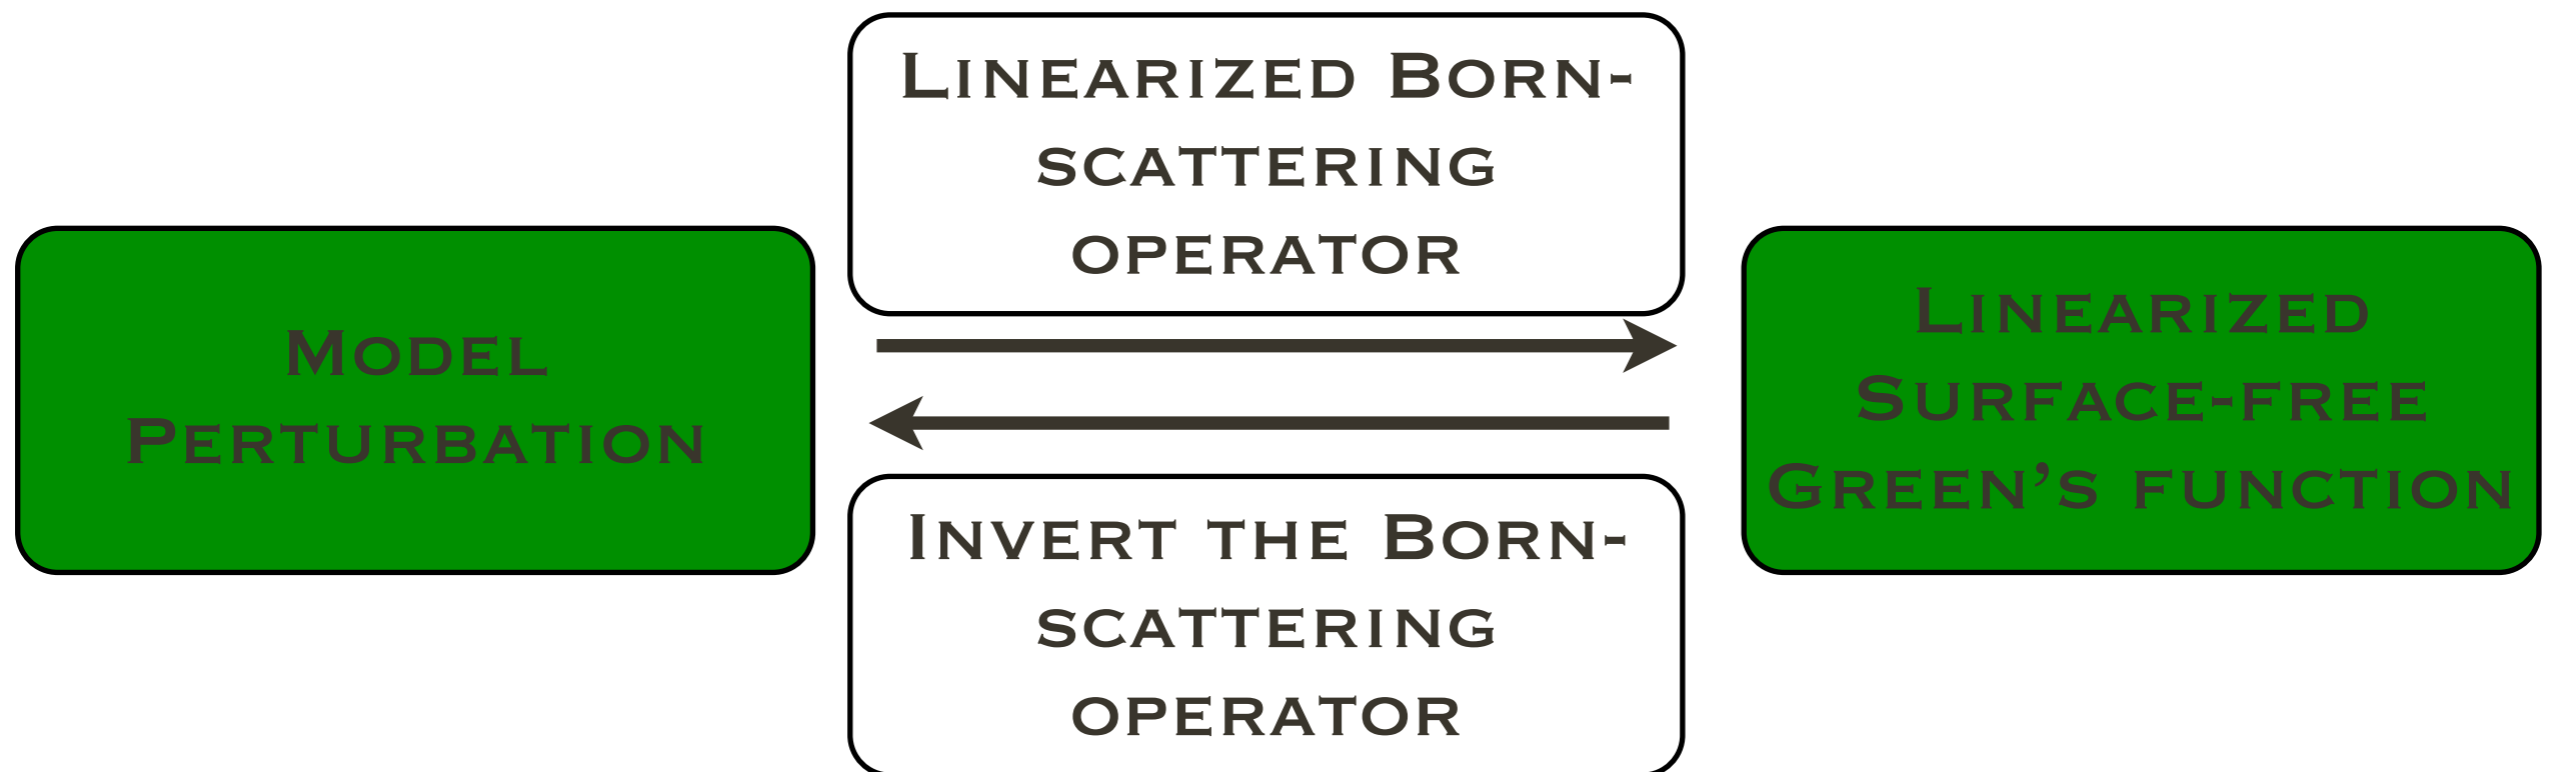 Linearized Born-
scattering
operator
Model
Perturbation
Linearized
Surface-free
Green's function
Invert the Born-
scattering
operator